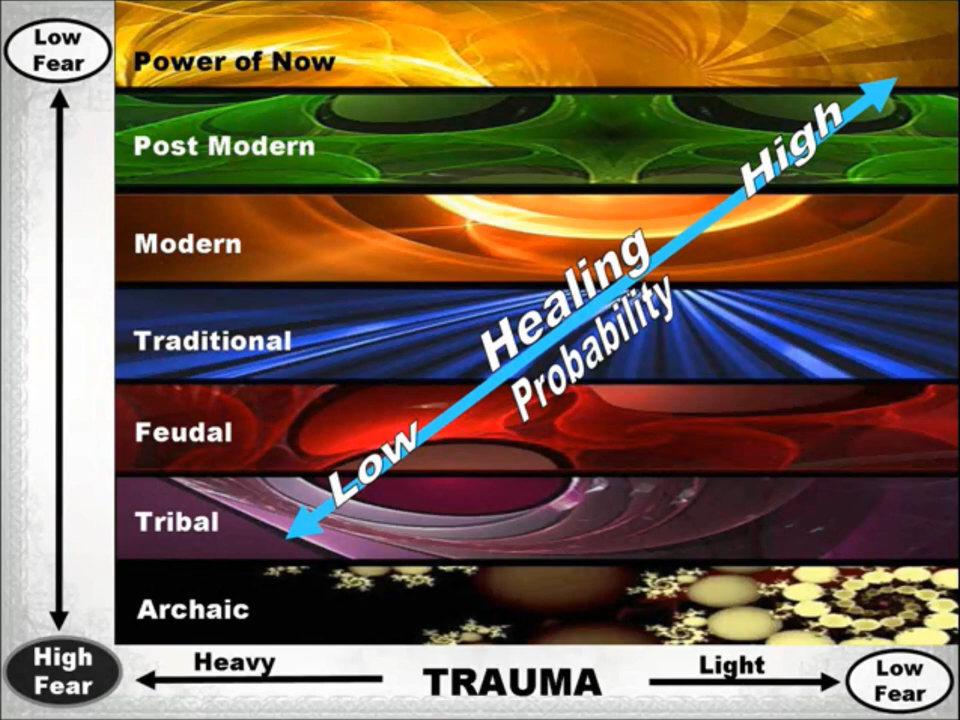 Low
Fear
Power of Now
Post Modern
High
Modern
Healing
Probability
Traditional
Feudal
Low
Tribal
Archaic
High
Fear
Heavy
TRAUMA
Light
Low
Fear